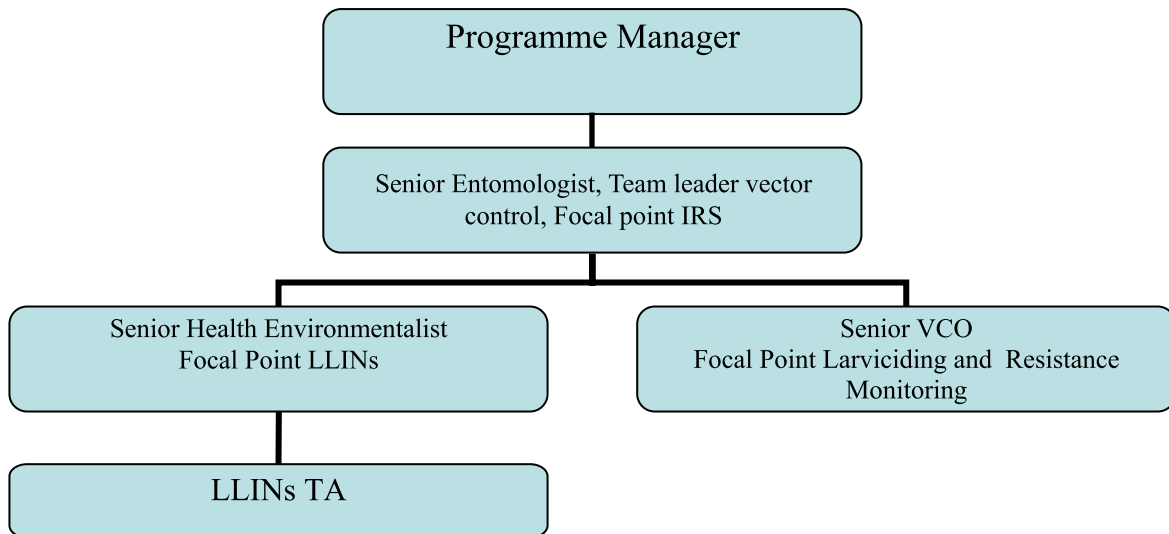 Programme Manager
Senior Entomologist, Team leader vector
control, Focal point IRS
Senior Health Environmentalist
Focal Point LLINs
Senior VCO
Focal Point Larviciding and  Resistance
Monitoring
LLINs TA